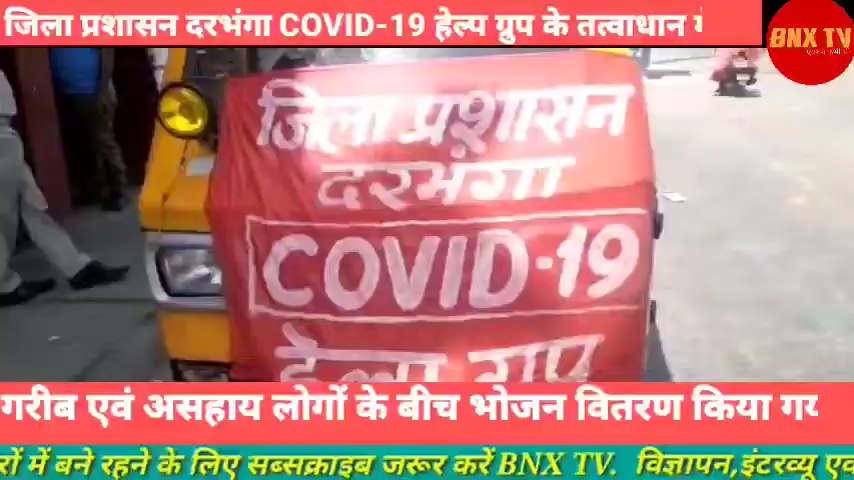 जिला प्रशासन दरभंगा COVID-19 हेल्प ग्रुप के तत्वाधान में
BNX TV
जिला प्रशासन
दरभंगा
COVID-19
हेल्प ग्रुप
गरीब एवं असहाय लोगों के बीच भोजन वितरण किया गय
रों में बने रहने के लिए सब्सक्राइब जरूर करें BNX TV. विज्ञापन,इंटरव्यू एव